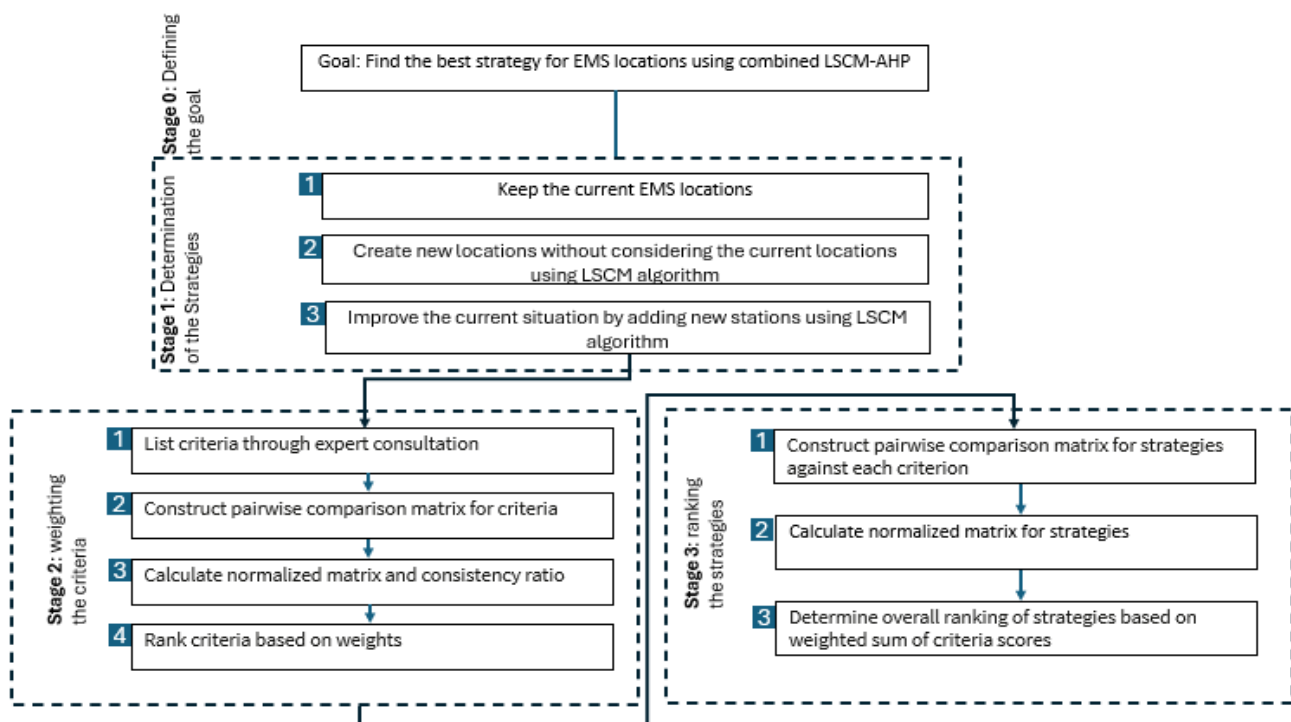 Stage 0: Defining
the goal
Goal: Find the best strategy for EMS locations using combined LSCM-AHP
Stage 1: Determination
of the Strategies
1
Keep the current EMS locations
2
Create new locations without considering the current locations
using LSCM algorithm
3
Improve the current situation by adding new stations using LSCM
algorithm
Stage 2: weighting
the criteria
1
List criteria through expert consultation
2
Construct pairwise comparison matrix for criteria
3
Calculate normalized matrix and consistency ratio
4
Rank criteria based on weights
Stage 3: ranking
the strategies
1
Construct pairwise comparison matrix for strategies
against each criterion
2
Calculate normalized matrix for strategies
3
Determine overall ranking of strategies based on
weighted sum of criteria scores